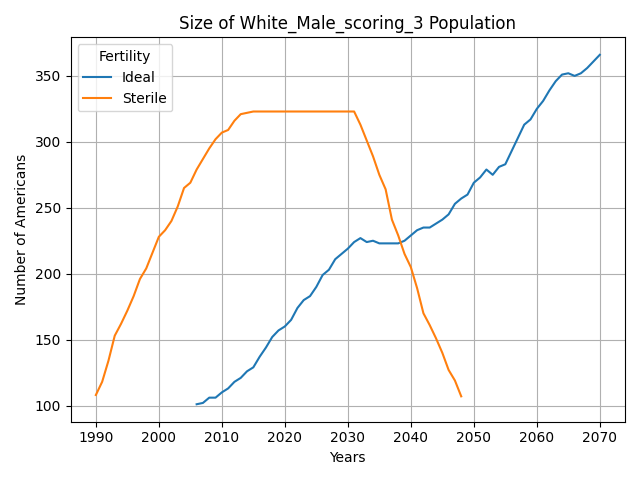 Size of White_Male_scoring_3 Population
Fertility
Ideal
Sterile
350
300
250
200
150
100
Number of Americans
1990 2000 2010 2020 2030 2040 2050 2060 2070
Years